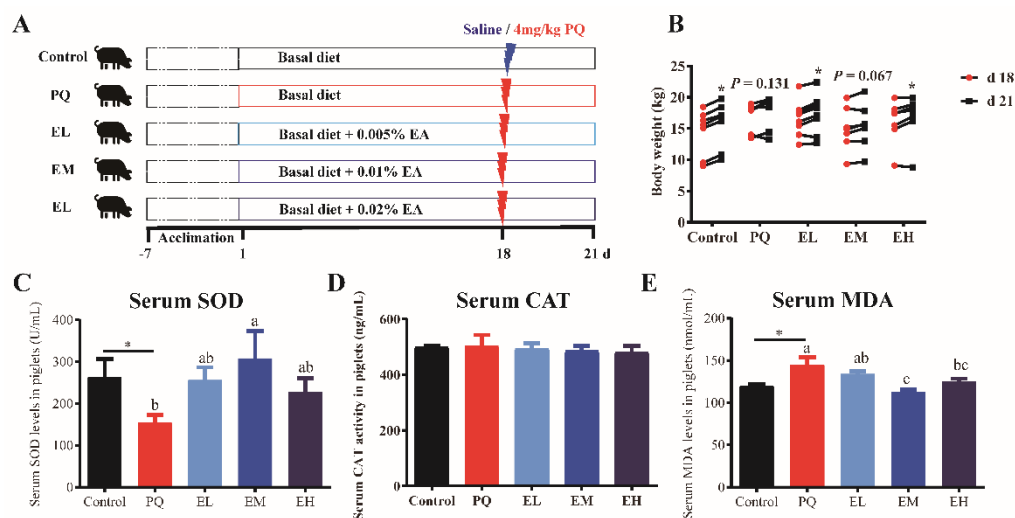 A
Saline / 4mg/kg PQ
Control
Basal diet
PQ
Basal diet
EL
Basal diet + 0.005% EA
EM
Basal diet + 0.01% EA
EL
Basal diet + 0.02% EA
Acclimation
-7
1
18
21 d
B
Body weight (kg)
25
20
15
10
5
0
*
P = 0.131
*
P = 0.067
*
d 18
d 21
Control
PQ
EL
EM
EH
C
Serum SOD
Serum SOD levels in piglets (U/mL)
400
300
200
100
0
*
b
ab
a
ab
Control
PQ
EL
EM
EH
D
Serum CAT
Serum CAT activity in piglets (ng/mL)
600
400
200
0
Control
PQ
EL
EM
EH
E
Serum MDA
Serum MDA levels in piglets (nmol/mL)
200
150
100
50
0
*
a
ab
c
bc
Control
PQ
EL
EM
EH